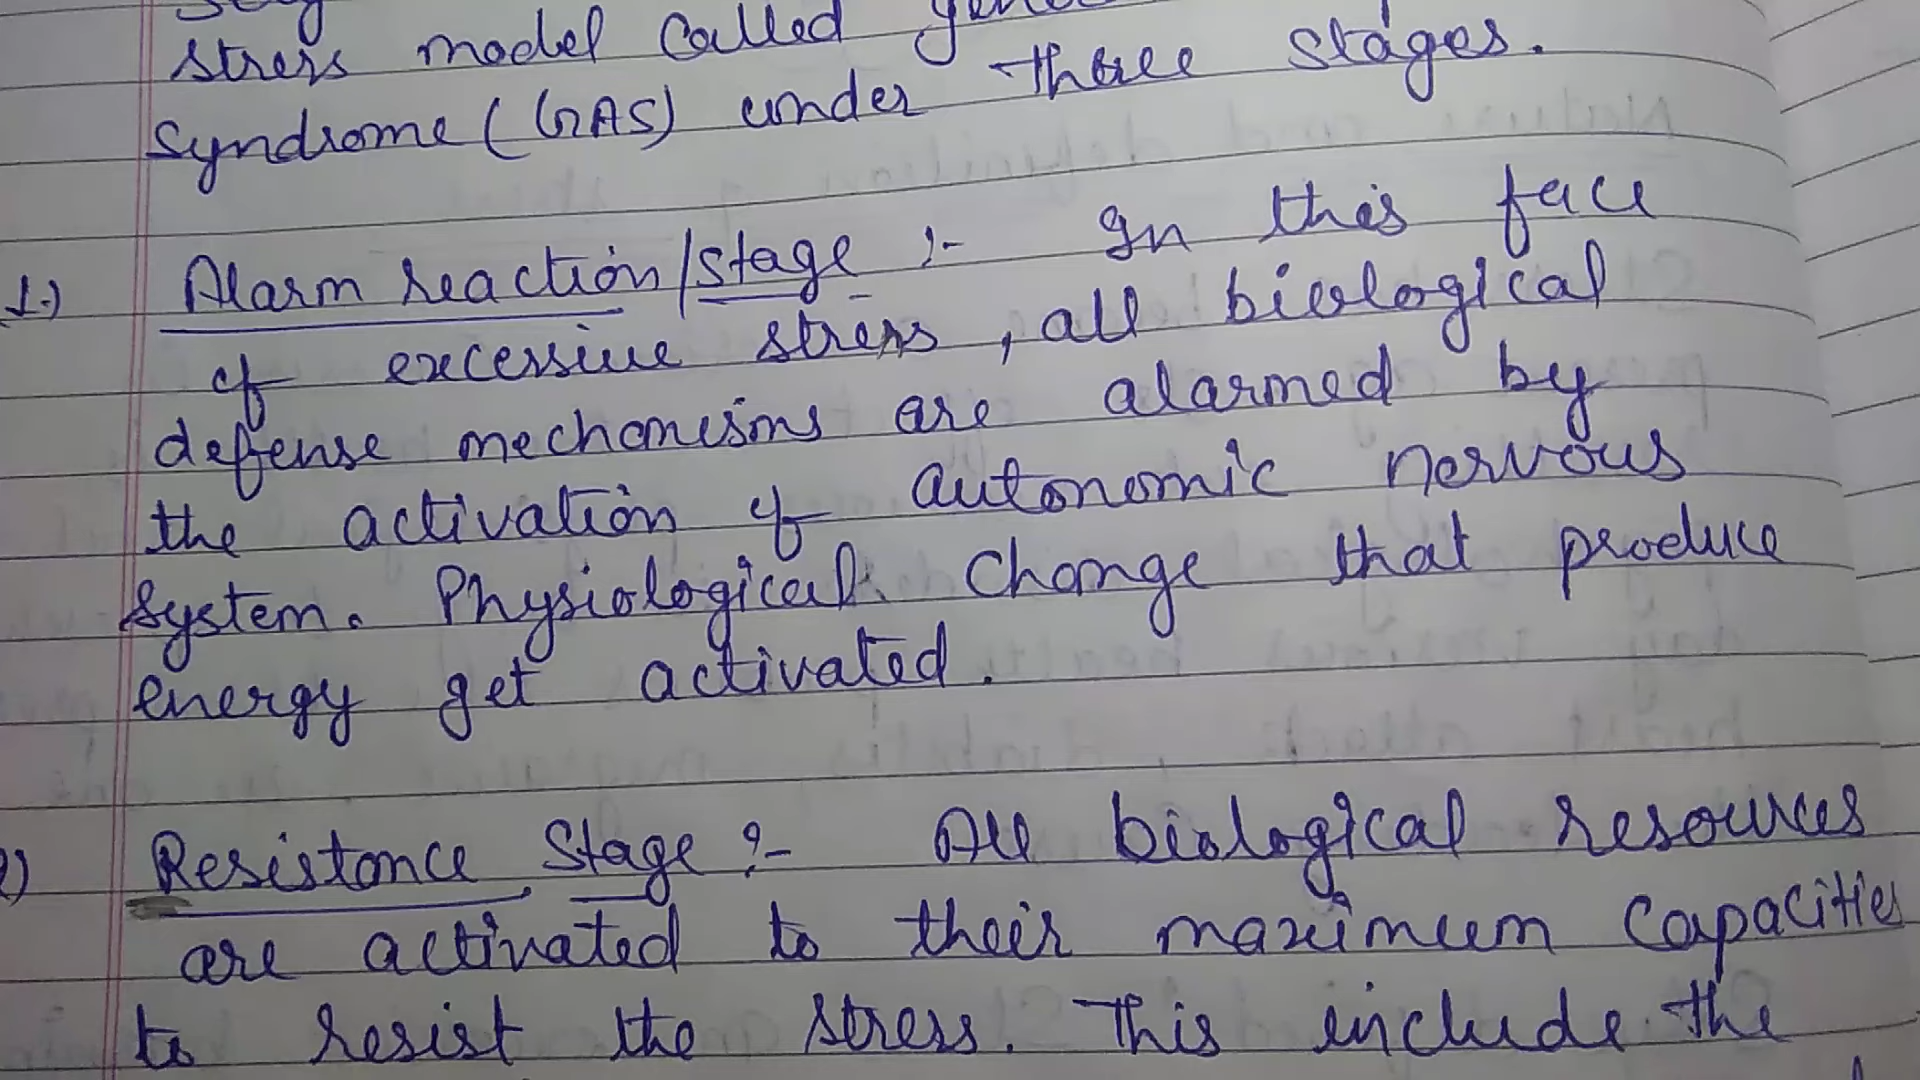 stress model called
Syndrome (GAS) under three stages.
1.) Alarm reaction/stage :- In this face
of excessive stress, all biological
defense mechanisms are alarmed by
the activation of autonomic nervous
system. Physiological change that produce
energy get activated.
2) Resistance Stage :- All biological resources
are activated to their maximum capacities
to resist the stress. This include the